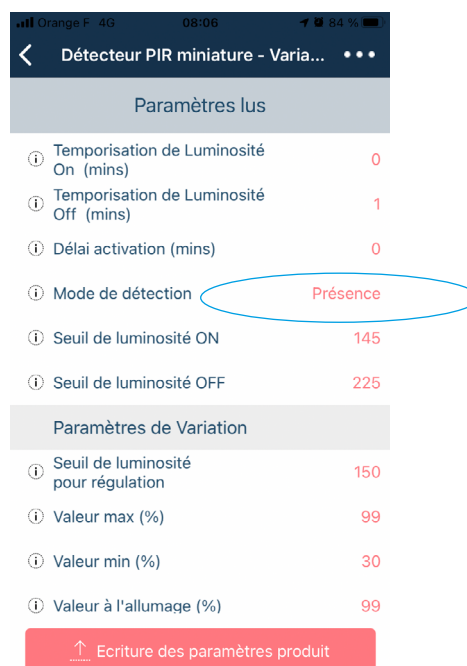 Orange F 4G 08:06 84 %
Détecteur PIR miniature - Varia... •••
Paramètres lus
Temporisation de Luminosité
On (mins) 0
Temporisation de Luminosité
Off (mins) 1
Délai activation (mins) 0
Mode de détection Présence
Seuil de luminosité ON 145
Seuil de luminosité OFF 225
Paramètres de Variation
Seuil de luminosité
pour régulation 150
Valeur max (%) 99
Valeur min (%) 30
Valeur à l'allumage (%) 99
Ecriture des paramètres produit